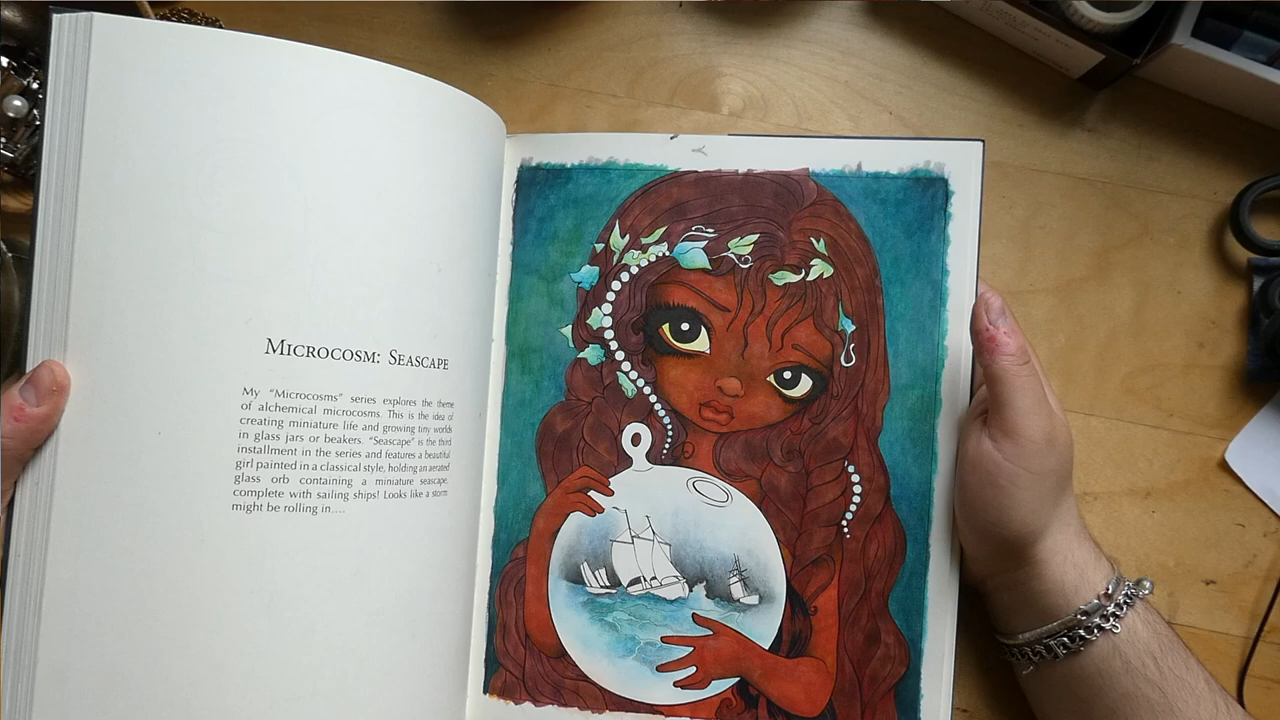 Microcosm: Seascape
My “Microcosms” series explores the theme
of alchemical microcosms. This is the idea of
creating miniature life and growing tiny worlds
in glass jars or beakers. “Seascape” is the third
installment in the series and features a beautiful
girl painted in a classical style, holding an aerated
glass orb containing a miniature seascape,
complete with sailing ships! Looks like a storm
might be rolling in....